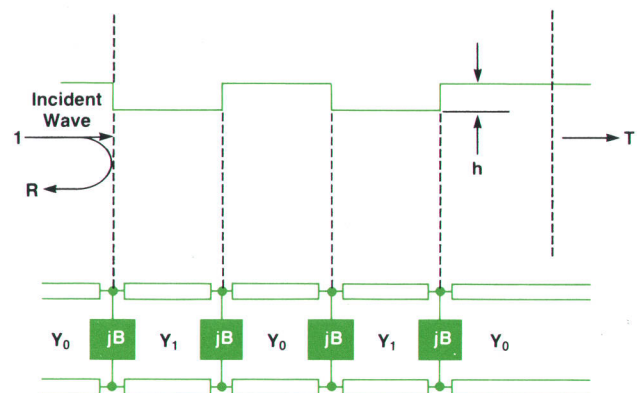 Incident
Wave
1
R
T
h
jB jB jB jB
Y0 Y1 Y0 Y1 Y0